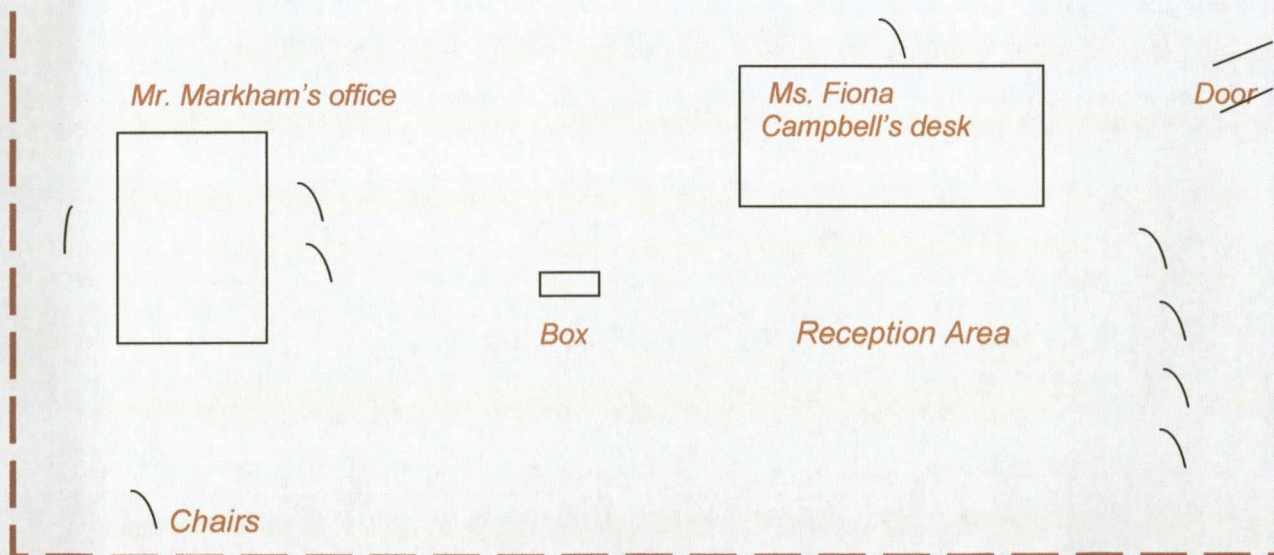 Mr. Markham's office
Ms. Fiona
Campbell's desk
Door
Box
Reception Area
Chairs